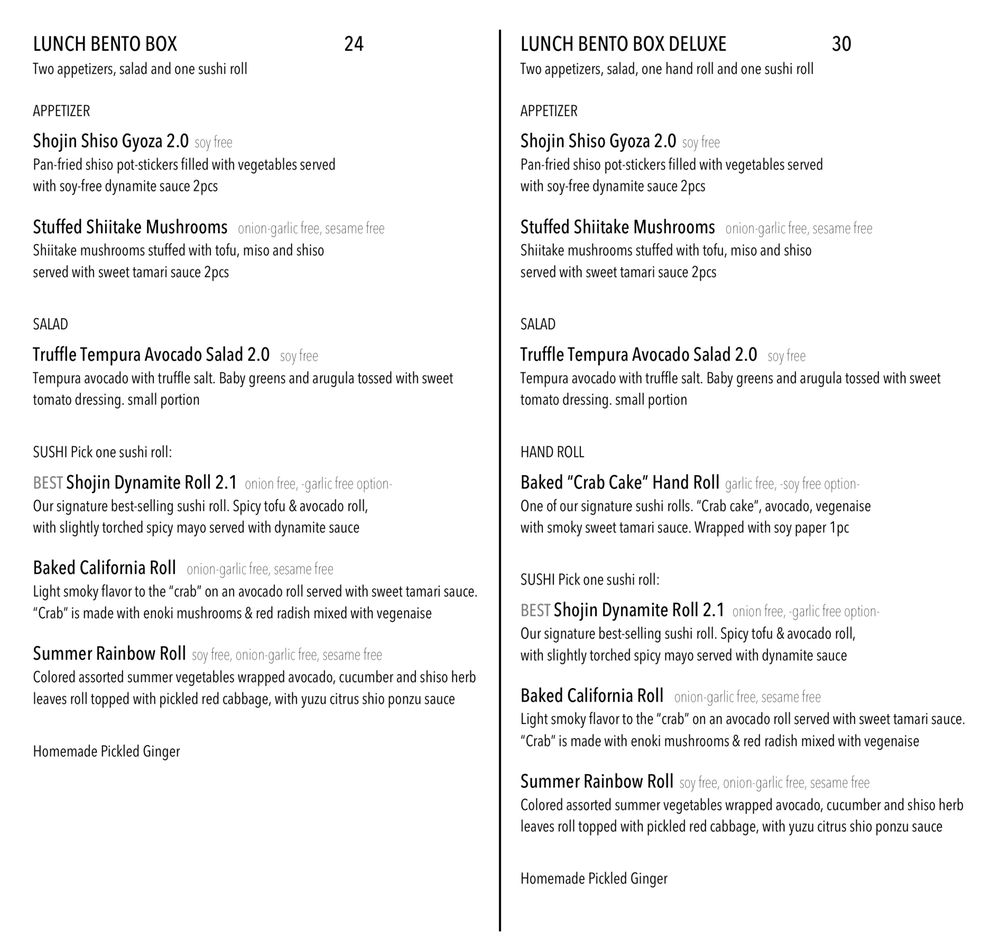 LUNCH BENTO BOX 24
Two appetizers, salad and one sushi roll
APPETIZER
Shojin Shiso Gyoza 2.0 soy free
Pan-fried shiso pot-stickers filled with vegetables served
with soy-free dynamite sauce 2pcs
Stuffed Shiitake Mushrooms onion-garlic free, sesame free
Shiitake mushrooms stuffed with tofu, miso and shiso
served with sweet tamari sauce 2pcs
SALAD
Truffle Tempura Avocado Salad 2.0 soy free
Tempura avocado with truffle salt. Baby greens and arugula tossed with sweet
tomato dressing. small portion
SUSHI Pick one sushi roll:
BEST Shojin Dynamite Roll 2.1 onion free, -garlic free option-
Our signature best-selling sushi roll. Spicy tofu & avocado roll,
with slightly torched spicy mayo served with dynamite sauce
Baked California Roll onion-garlic free, sesame free
Light smoky flavor to the "crab" on an avocado roll served with sweet tamari sauce.
"Crab" is made with enoki mushrooms & red radish mixed with vegenaise
Summer Rainbow Roll soy free, onion-garlic free, sesame free
Colored assorted summer vegetables wrapped avocado, cucumber and shiso herb
leaves roll topped with pickled red cabbage, with yuzu citrus shio ponzu sauce
Homemade Pickled Ginger
LUNCH BENTO BOX DELUXE 30
Two appetizers, salad, one hand roll and one sushi roll
APPETIZER
Shojin Shiso Gyoza 2.0 soy free
Pan-fried shiso pot-stickers filled with vegetables served
with soy-free dynamite sauce 2pcs
Stuffed Shiitake Mushrooms onion-garlic free, sesame free
Shiitake mushrooms stuffed with tofu, miso and shiso
served with sweet tamari sauce 2pcs
SALAD
Truffle Tempura Avocado Salad 2.0 soy free
Tempura avocado with truffle salt. Baby greens and arugula tossed with sweet
tomato dressing. small portion
HAND ROLL
Baked "Crab Cake" Hand Roll garlic free, -soy free option-
One of our signature sushi rolls. "Crab cake", avocado, vegenaise
with smoky sweet tamari sauce. Wrapped with soy paper 1pc
SUSHI Pick one sushi roll:
BEST Shojin Dynamite Roll 2.1 onion free, -garlic free option-
Our signature best-selling sushi roll. Spicy tofu & avocado roll,
with slightly torched spicy mayo served with dynamite sauce
Baked California Roll onion-garlic free, sesame free
Light smoky flavor to the "crab" on an avocado roll served with sweet tamari sauce.
"Crab" is made with enoki mushrooms & red radish mixed with vegenaise
Summer Rainbow Roll soy free, onion-garlic free, sesame free
Colored assorted summer vegetables wrapped avocado, cucumber and shiso herb
leaves roll topped with pickled red cabbage, with yuzu citrus shio ponzu sauce
Homemade Pickled Ginger